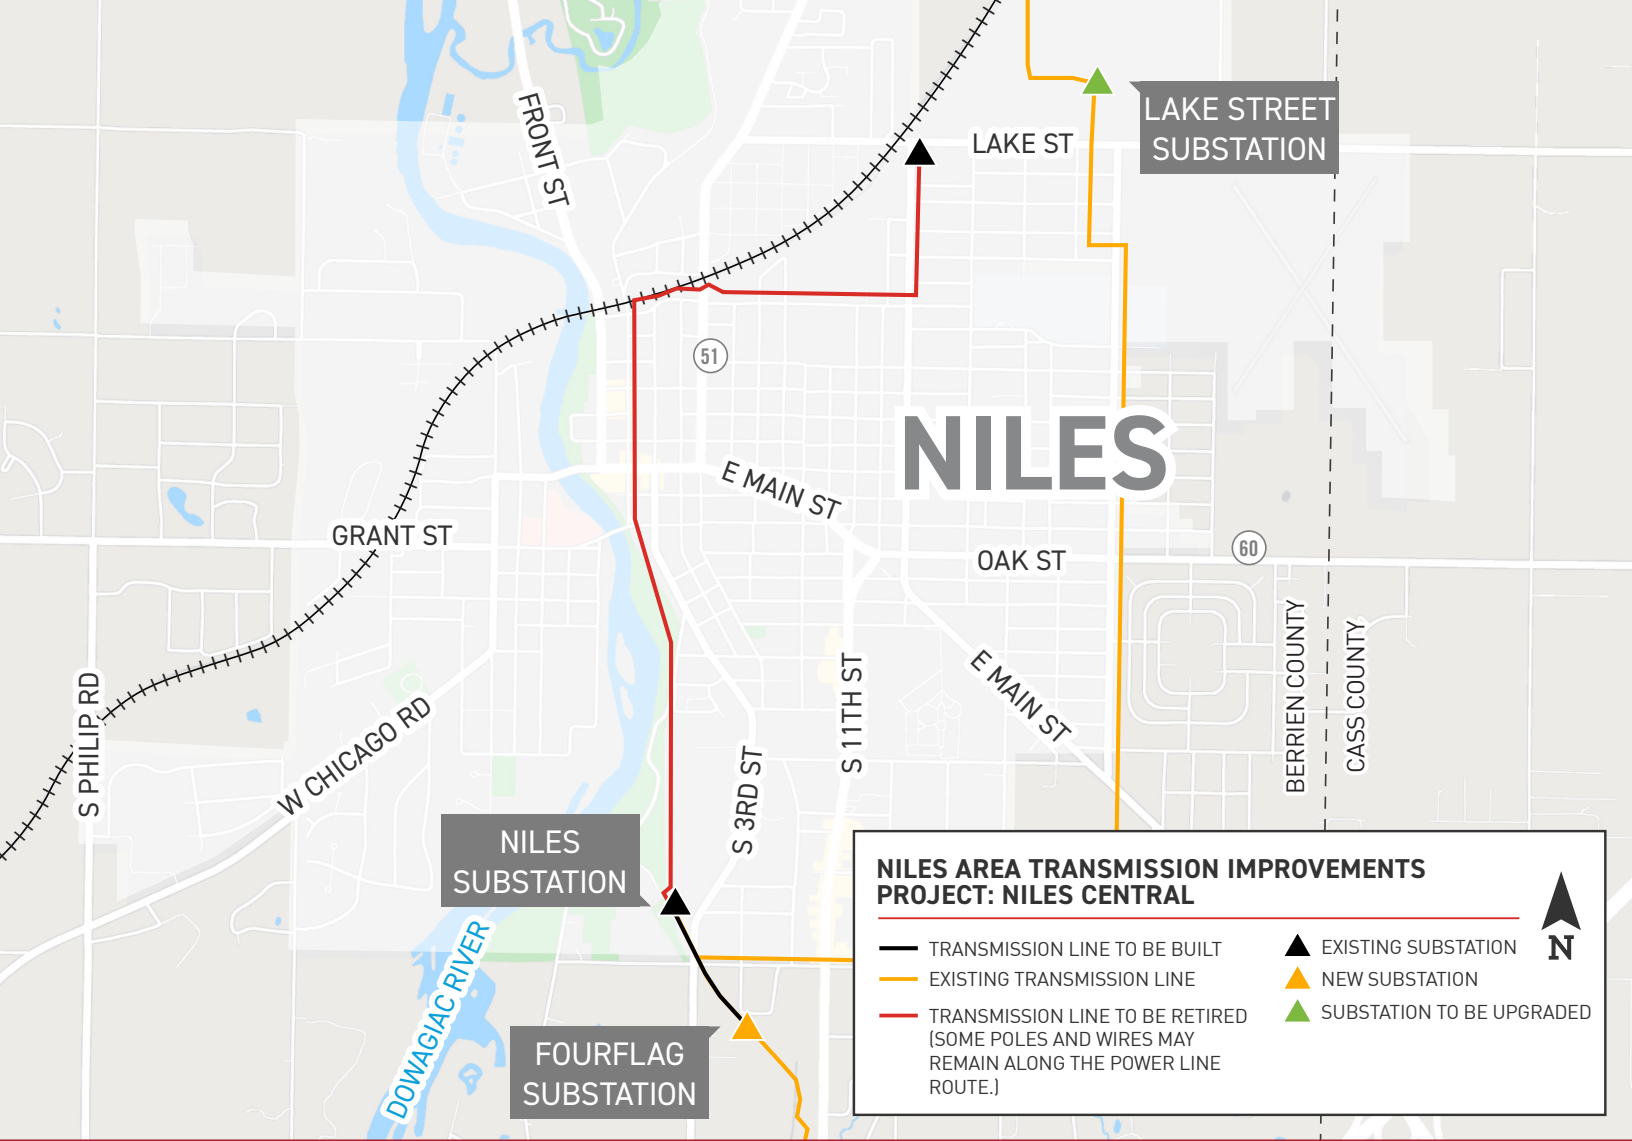 FRONT ST
LAKE ST
LAKE STREET
SUBSTATION
51
NILES
E MAIN ST
GRANT ST
OAK ST
60
S PHILIP RD
W CHICAGO RD
S 3RD ST
S 11TH ST
E MAIN ST
BERRIEN COUNTY
CASS COUNTY
NILES
SUBSTATION
DOWAGIAC RIVER
FOURFLAG
SUBSTATION
NILES AREA TRANSMISSION IMPROVEMENTS
PROJECT: NILES CENTRAL
N
TRANSMISSION LINE TO BE BUILT
EXISTING TRANSMISSION LINE
TRANSMISSION LINE TO BE RETIRED
(SOME POLES AND WIRES MAY
REMAIN ALONG THE POWER LINE
ROUTE.)
EXISTING SUBSTATION
NEW SUBSTATION
SUBSTATION TO BE UPGRADED